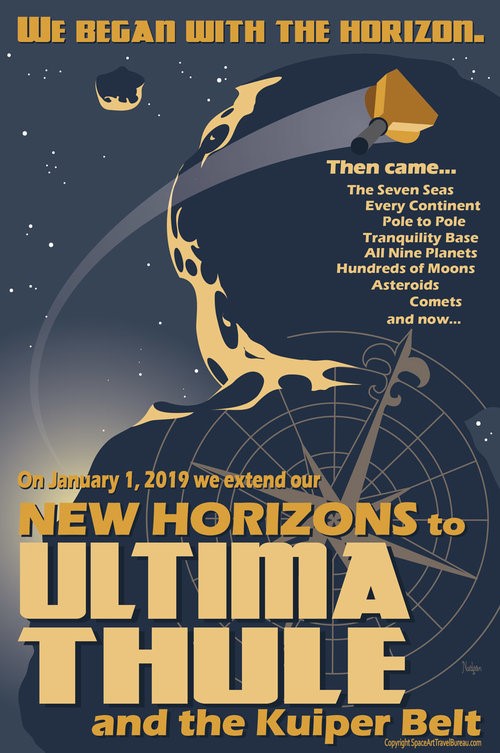 WE BEGAN WITH THE HORIZON.
Then came...
The Seven Seas
Every Continent
Pole to Pole
Tranquility Base
All Nine Planets
Hundreds of Moons
Asteroids
Comets
and now...
On January 1, 2019 we extend our
NEW HORIZONS to
ULTIMA
THULE
and the Kuiper Belt
Copyright SpaceArtTravelBureau.com